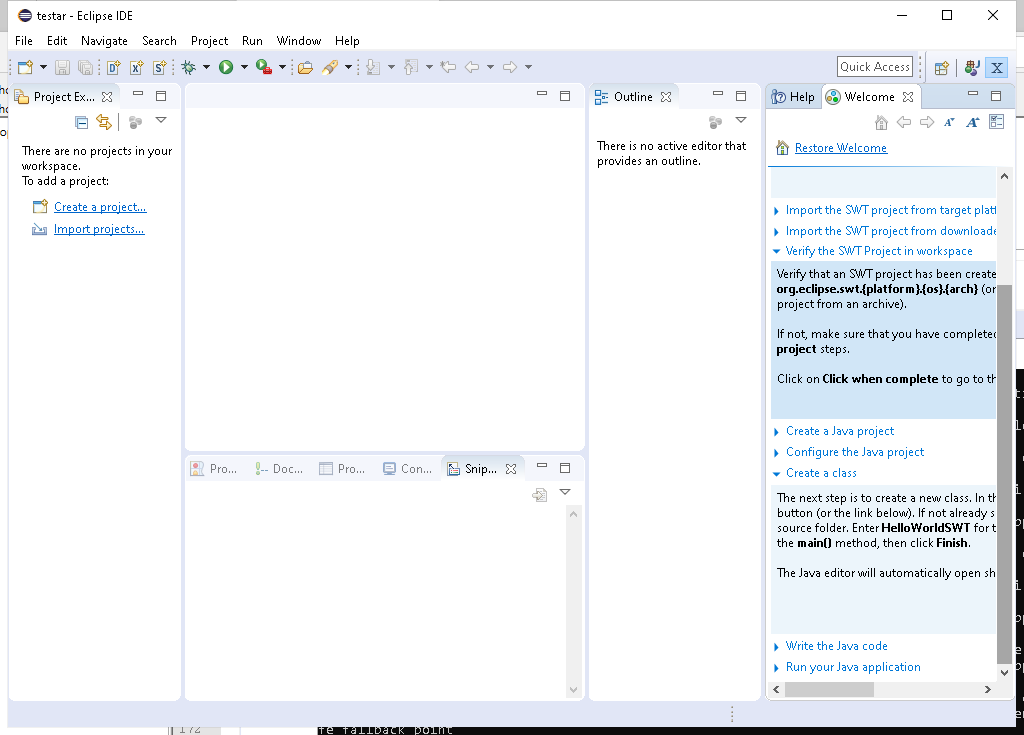 testar - Eclipse IDE
File Edit Navigate Search Project Run Window Help
Quick Access
Project Ex...
There are no projects in your
workspace.
To add a project:
Create a project...
Import projects...
Outline
There is no active editor that
provides an outline.
Pro... Doc... Pro... Con... Snip...
Help Welcome
Restore Welcome
Import the SWT project from target platf
Import the SWT project from downloade
Verify the SWT Project in workspace
Verify that an SWT project has been create
org.eclipse.swt.{platform}.{os}.{arch} (or
project from an archive).
If not, make sure that you have completed
project steps.
Click on Click when complete to go to th
Create a Java project
Configure the Java project
Create a class
The next step is to create a new class. In th
button (or the link below). If not already s
source folder. Enter HelloWorldSWT for t
the main() method, then click Finish.
The Java editor will automatically open sh
Write the Java code
Run your Java application
172
fe fallback point